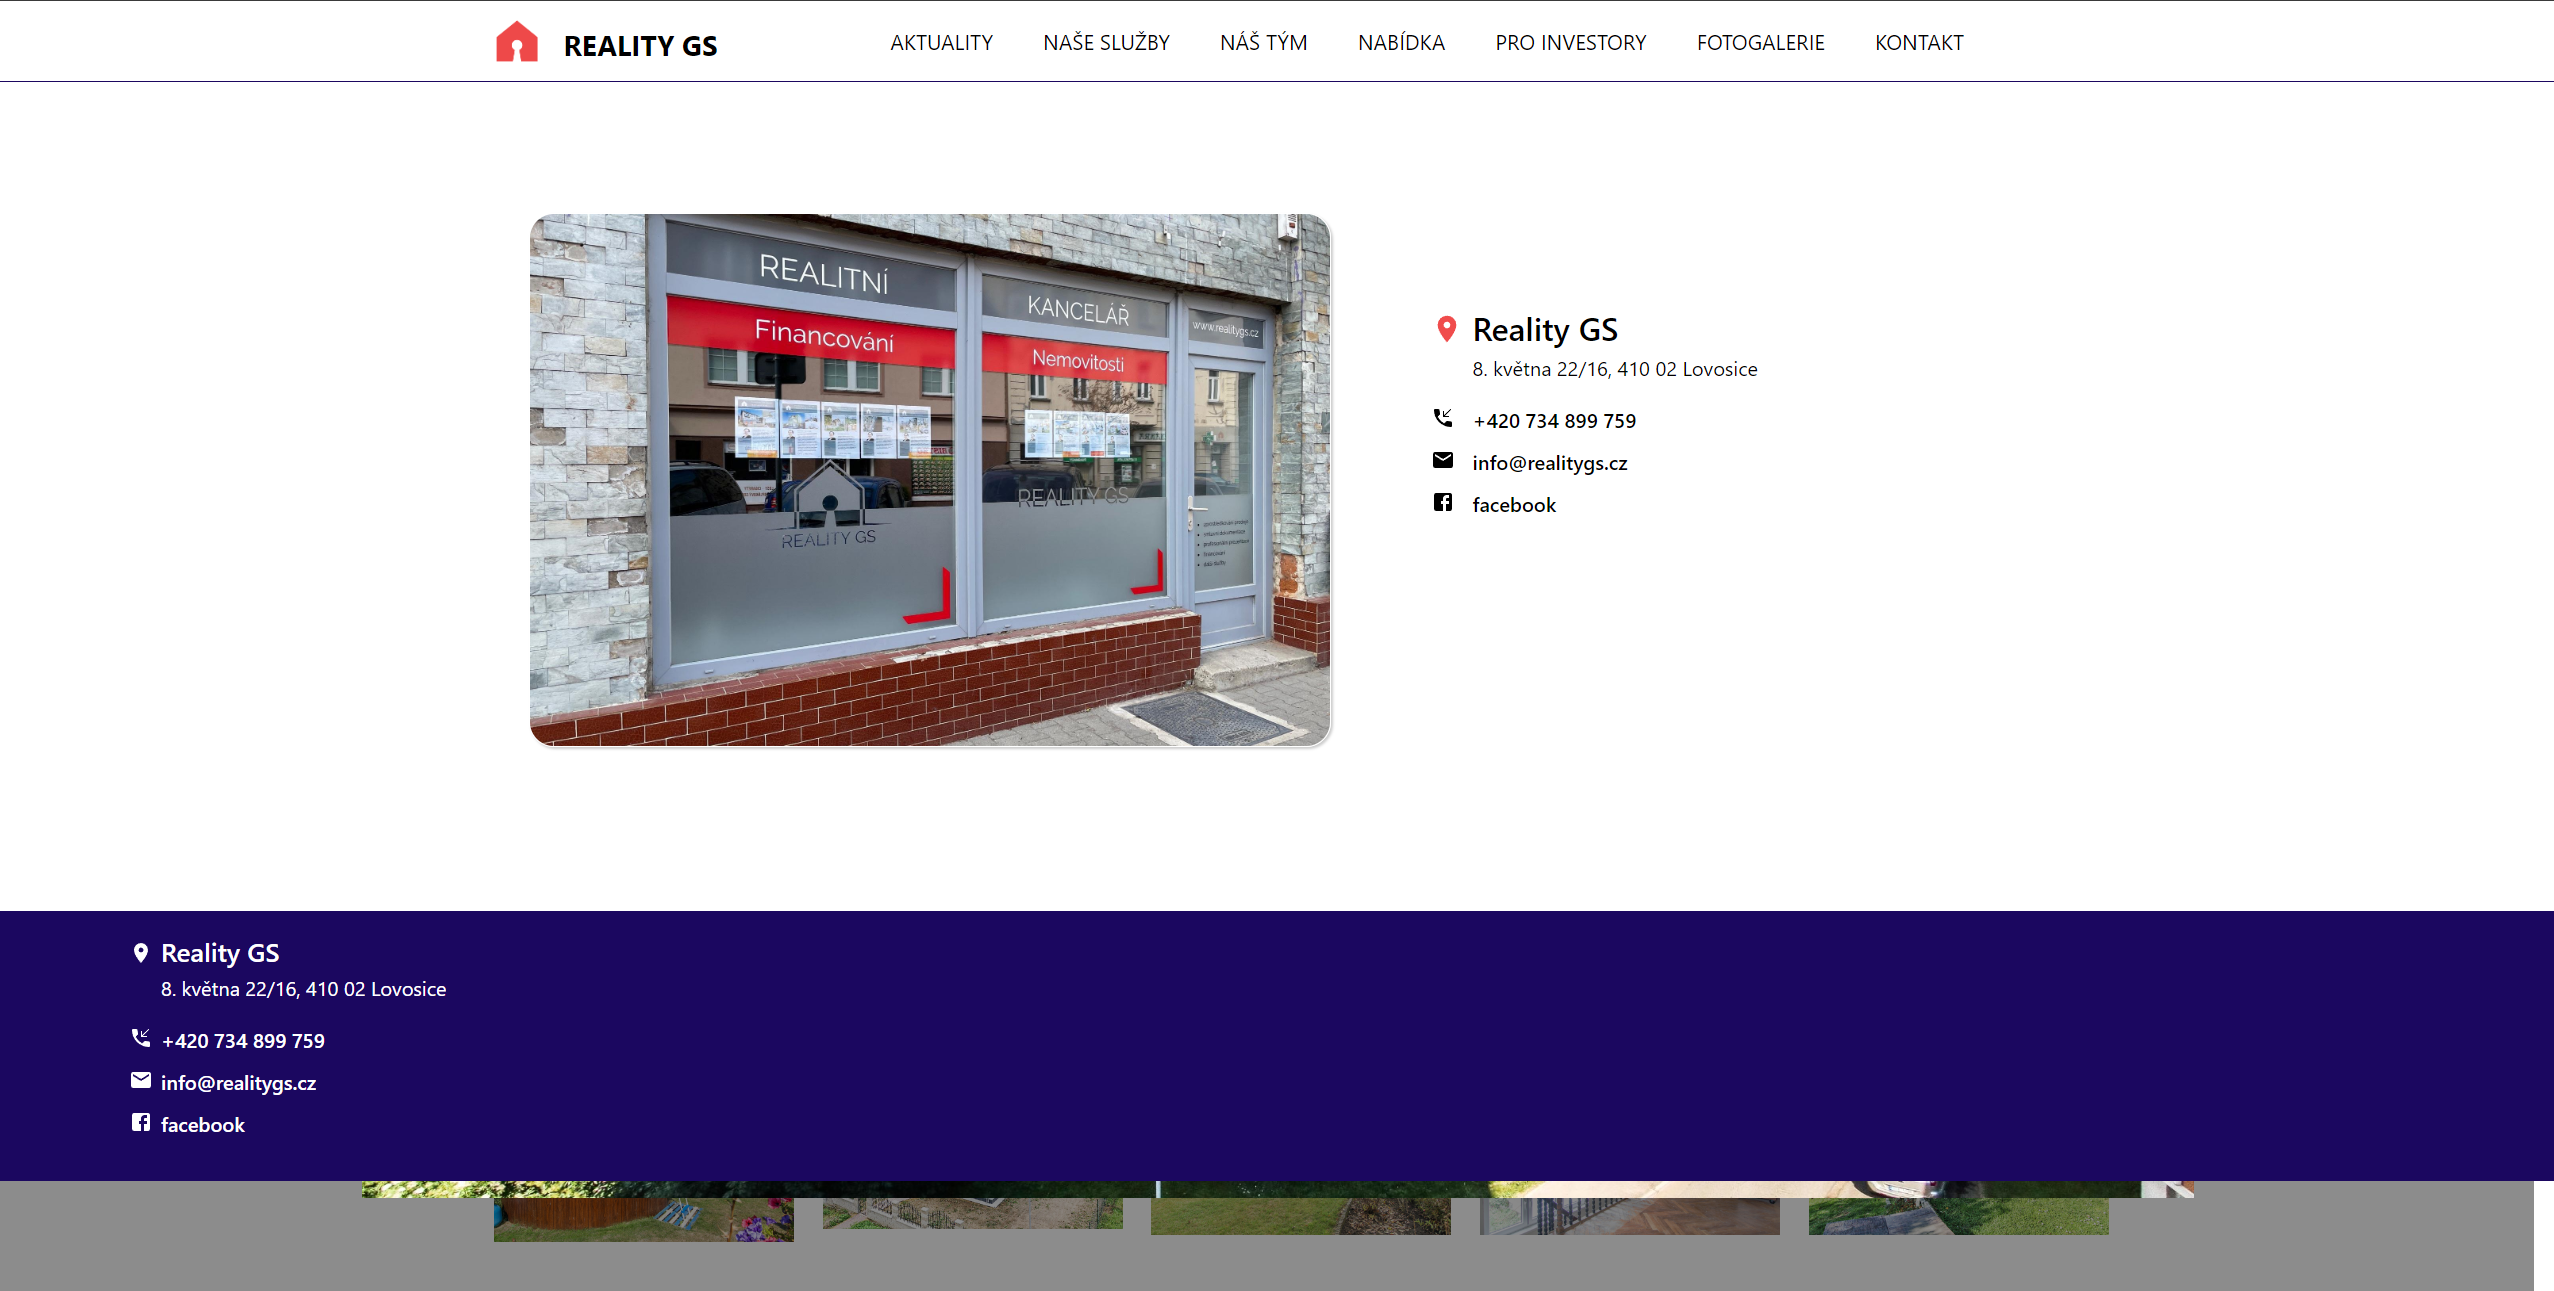 REALITY GS
AKTUALITY
NAŠE SLUŽBY
NÁŠ TÝM
NABÍDKA
PRO INVESTORY
FOTOGALERIE
KONTAKT
REALITNÍ
KANCELÁŘ
www.realitygs.cz
Financování
Nemovitosti
REALITY GS
REALITY GS
Reality GS
8. května 22/16, 410 02 Lovosice
+420 734 899 759
info@realitygs.cz
facebook
Reality GS
8. května 22/16, 410 02 Lovosice
+420 734 899 759
info@realitygs.cz
facebook